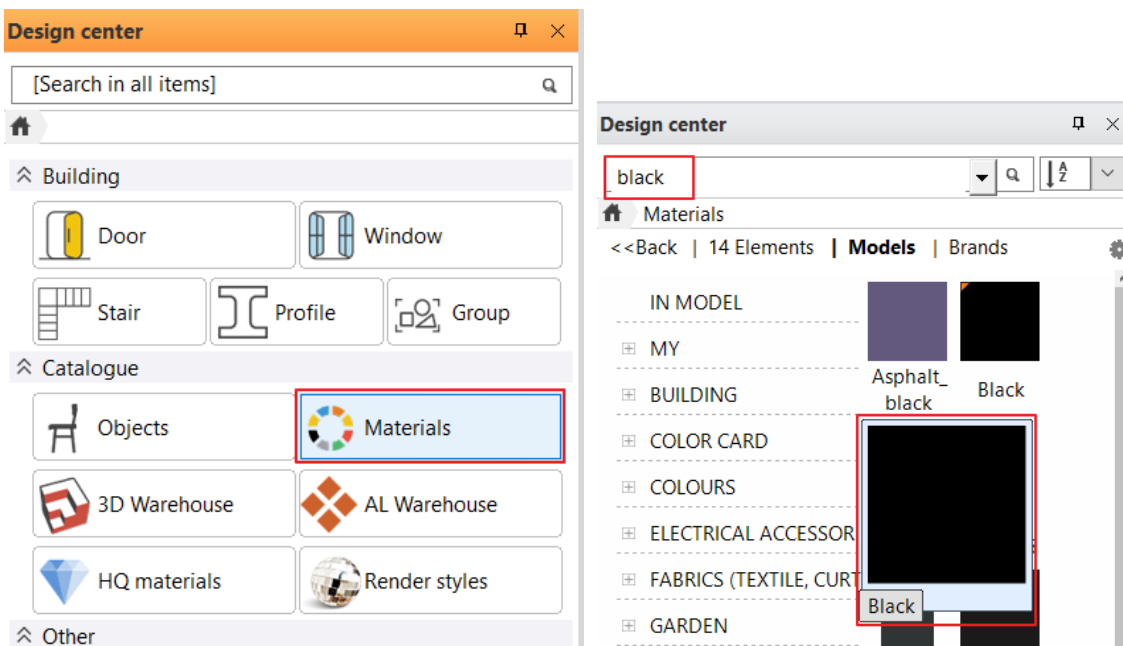 Design center
[Search in all items]
Building
Door
Window
Stair
Profile
Group
Catalogue
Objects
Materials
3D Warehouse
AL Warehouse
HQ materials
Render styles
Other
Design center
black
A
Z
Materials
<<Back | 14 Elements | Models | Brands
IN MODEL
MY
BUILDING
COLOR CARD
COLOURS
ELECTRICAL ACCESSOR
FABRICS (TEXTILE, CURT
GARDEN
Asphalt_
black
Black
Black